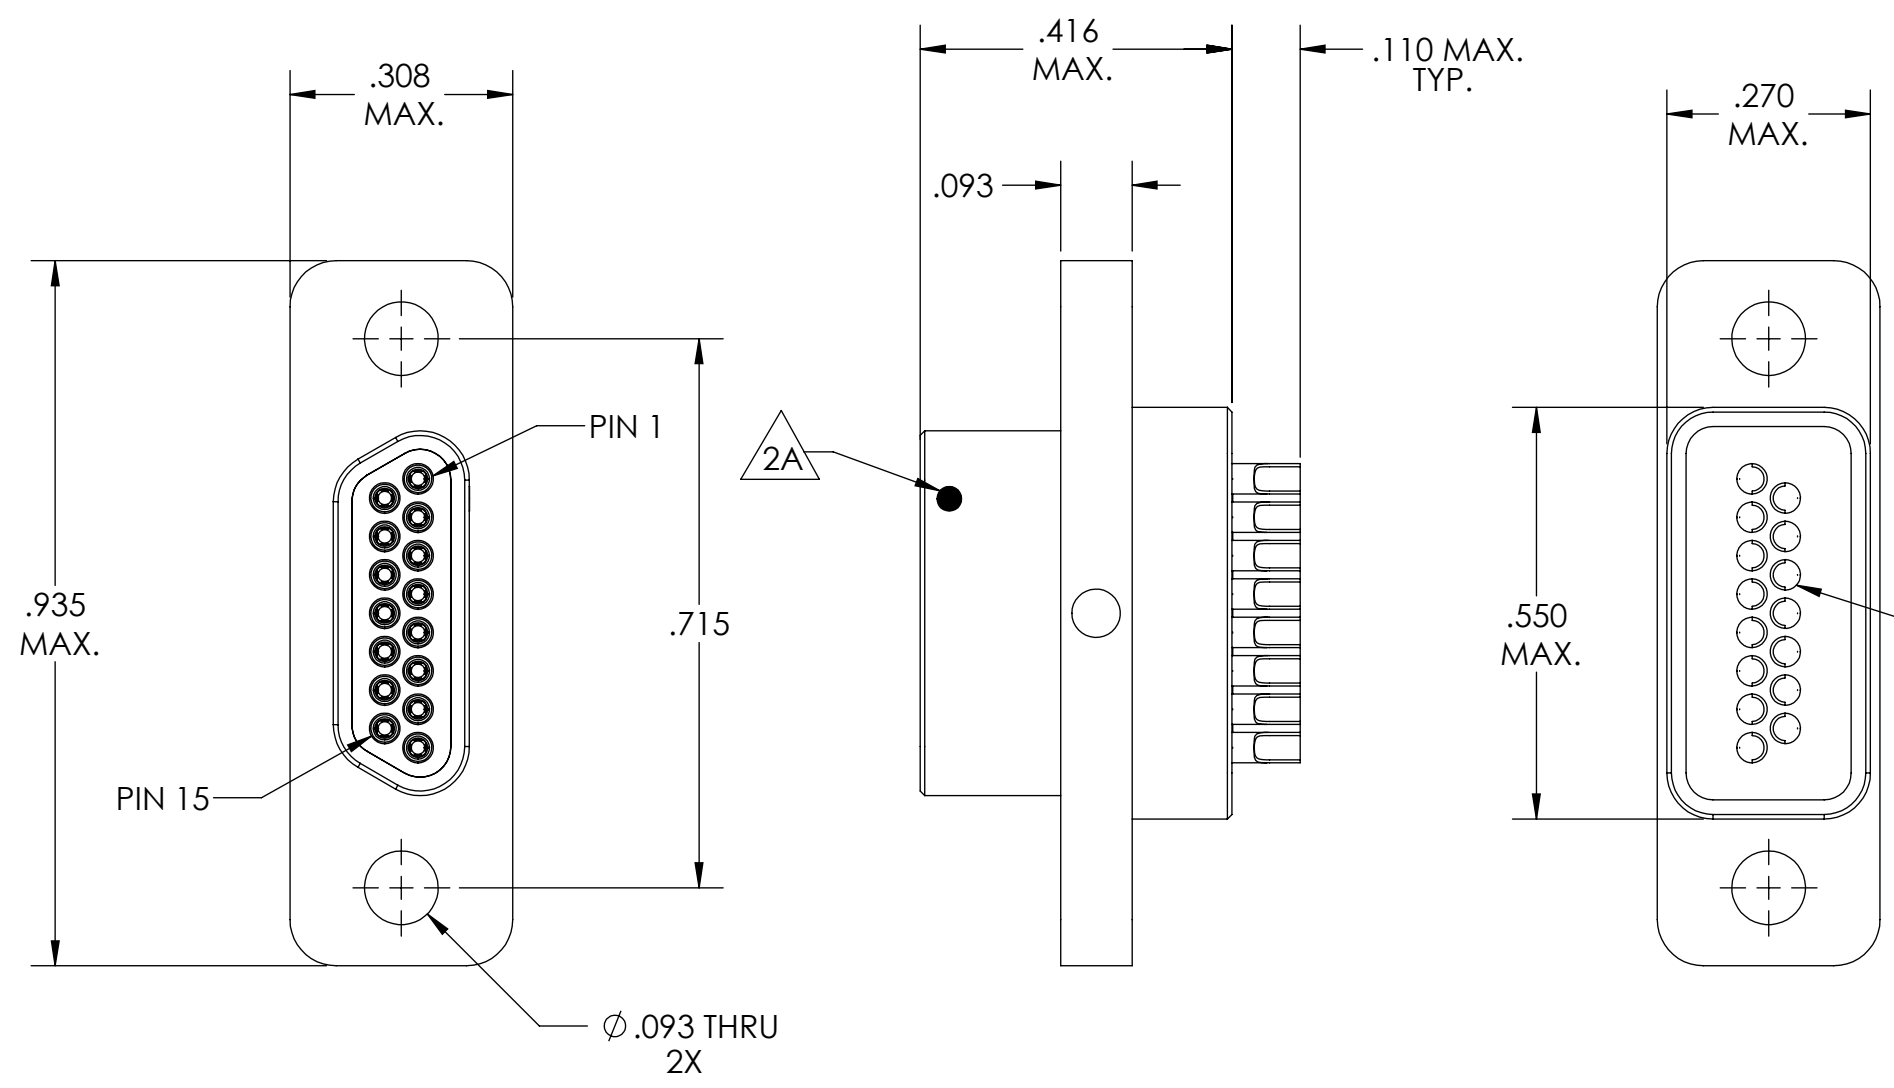 .308
MAX.
.416
MAX.
.110 MAX.
TYP.
.270
MAX.
.093
PIN 1
2A
.935
MAX.
.715
.550
MAX.
PIN 15
Ø .093 THRU
2X